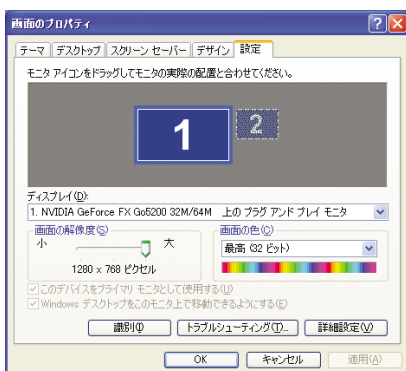 画面のプロパティ
テーマ デスクトップ スクリーン セーバー デザイン 設定
モニタ アイコンをドラッグしてモニタの実際の配置と合わせてください。
1 2
ディスプレイ(D):
1. NVIDIA GeForce FX Go5200 32M/64M 上の プラグ アンド プレイ モニタ
画面の解像度(S) 画面の色(C)
小 大 最高 (32 ビット)
1280 x 768 ピクセル
このデバイスをプライマリ モニタとして使用する(U)
Windows デスクトップをこのモニタ上で移動できるようにする(E)
識別(I) トラブルシューティング(T)... 詳細設定(V)
OK キャンセル 適用(A)